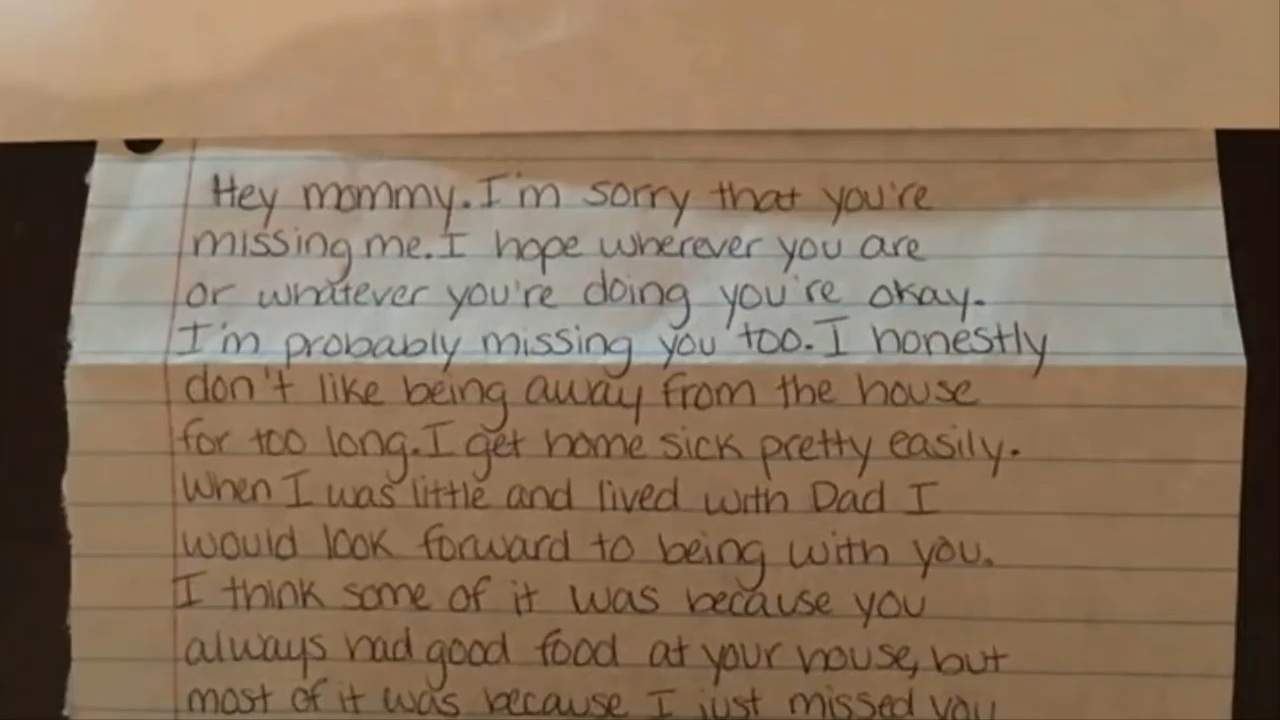 Hey mommy. I'm sorry that you're
missing me. I hope wherever you are
or whatever you're doing you're okay.
I'm probably missing you too. I honestly
don't like being away from the house
for too long. I get home sick pretty easily.
When I was little and lived with Dad I
would look forward to being with you.
I think some of it was because you
always had good food at your house, but
most of it was because I just missed you